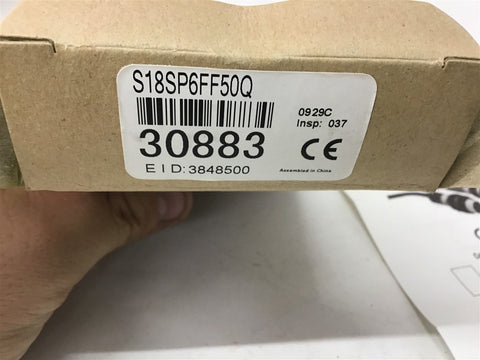 S18SP6FF50Q
0929C
Insp: 037
30883
CE
EID:3848500
Assembled in China